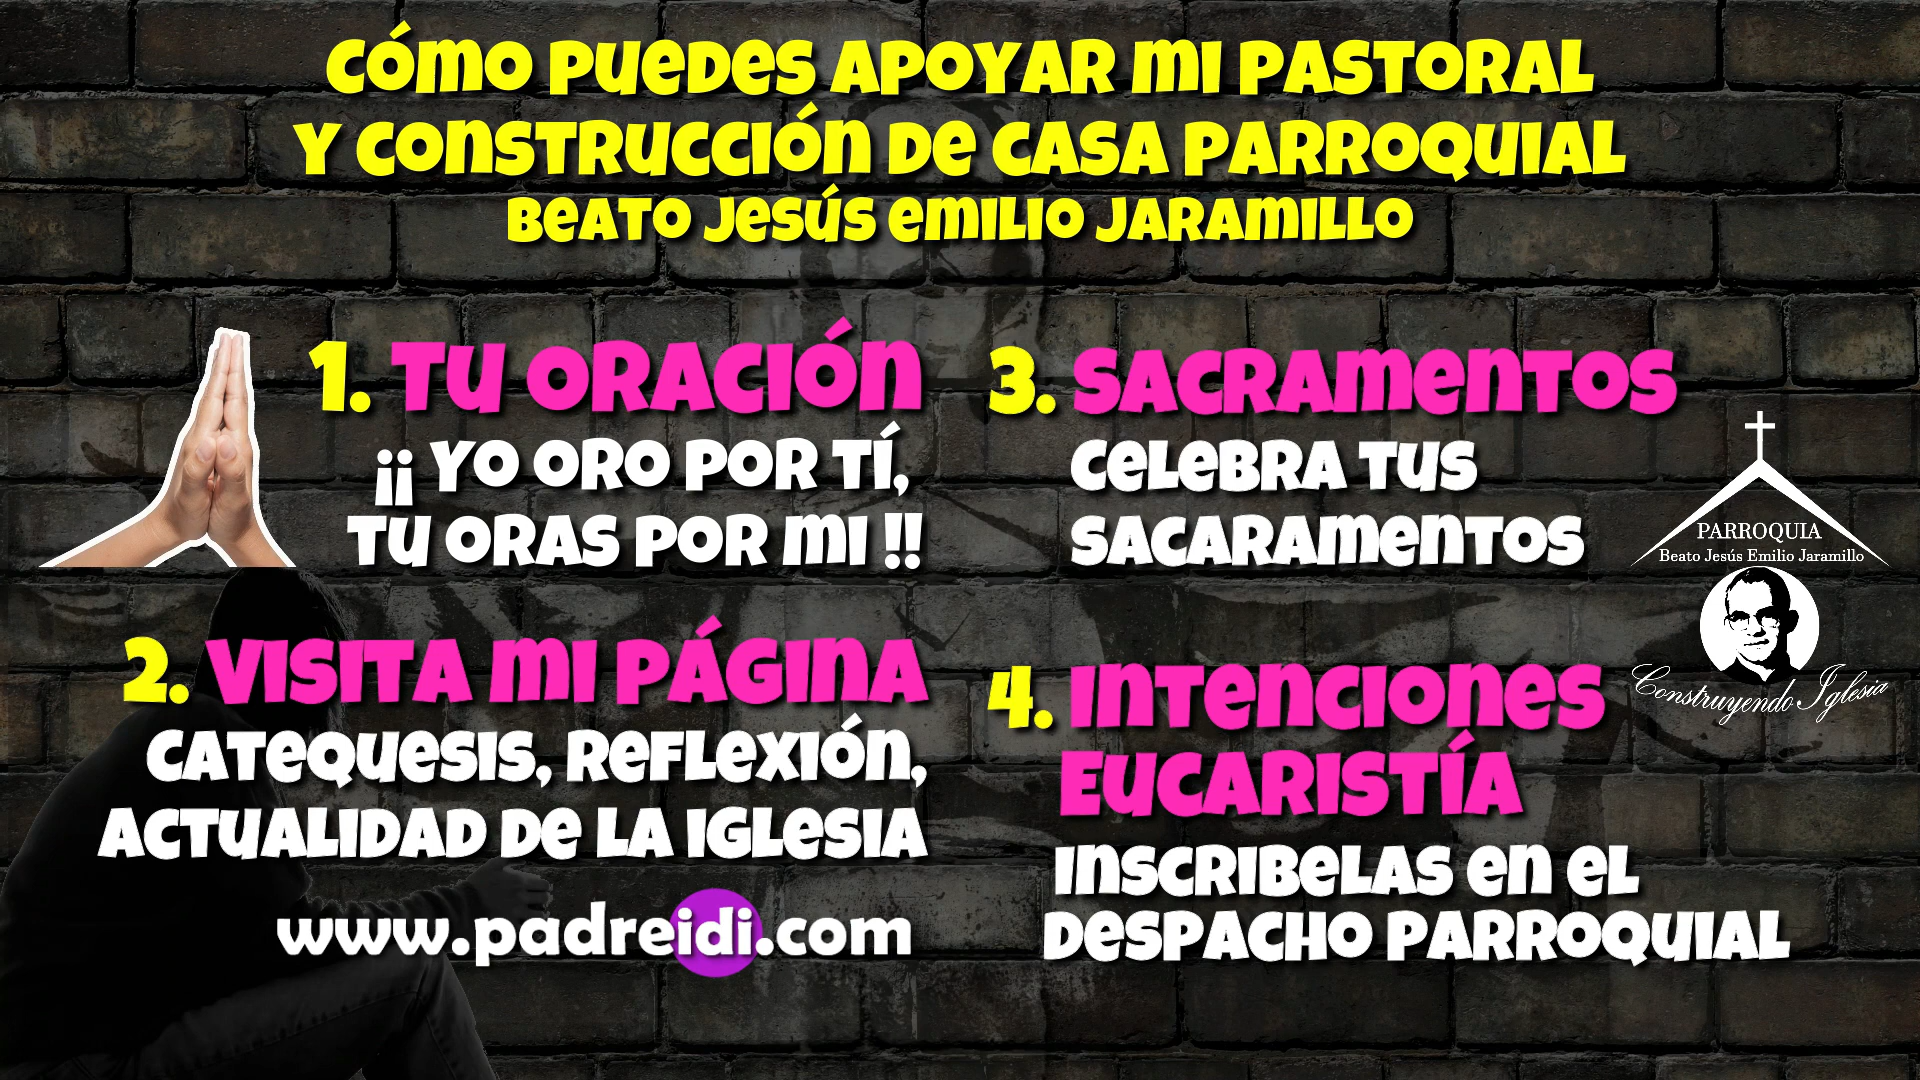 Cómo puedes apoyar mi pastoral
y construcción de casa parroquial
Beato Jesús Emilio Jaramillo
1. Tu oración
¡¡ Yo oro por tí,
tu oras por mi !!
2. Visita mi página
Catequesis, reflexión,
actualidad de la Iglesia
www.padreidi.com
3. Sacramentos
Celebra tus
sacaramentos
4. Intenciones
Eucaristía
Inscribelas en el
despacho parroquial
PARROQUIA
Beato Jesús Emilio Jaramillo
Construyendo Iglesia